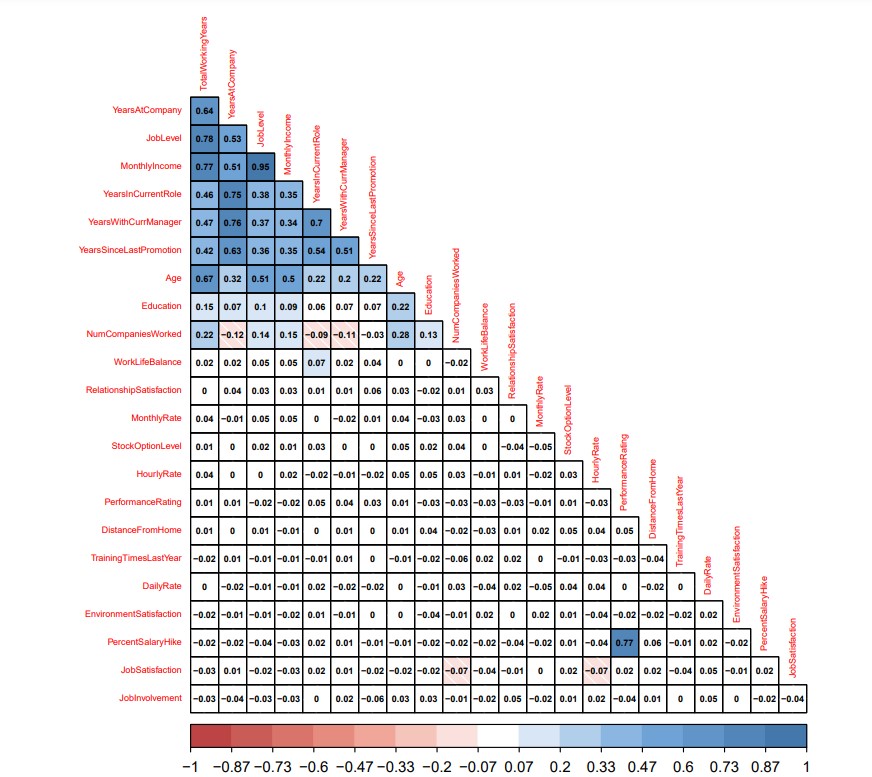 TotalWorkingYears
YearsAtCompany
JobLevel
MonthlyIncome
YearsInCurrentRole
YearsWithCurrManager
YearsSinceLastPromotion
Age
Education
NumCompaniesWorked
WorkLifeBalance
RelationshipSatisfaction
MonthlyRate
StockOptionLevel
HourlyRate
PerformanceRating
DistanceFromHome
TrainingTimesLastYear
DailyRate
EnvironmentSatisfaction
PercentSalaryHike
JobSatisfaction
YearsAtCompany 0.64
JobLevel 0.78 0.53
MonthlyIncome 0.77 0.51 0.95
YearsInCurrentRole 0.46 0.75 0.38 0.35
YearsWithCurrManager 0.47 0.76 0.37 0.34 0.7
YearsSinceLastPromotion 0.42 0.63 0.36 0.35 0.54 0.51
Age 0.67 0.32 0.51 0.5 0.22 0.2 0.22
Education 0.15 0.07 0.1 0.09 0.06 0.07 0.07 0.22
NumCompaniesWorked 0.22 −0.12 0.14 0.15 −0.09 −0.11 −0.03 0.28 0.13
WorkLifeBalance 0.02 0.02 0.05 0.05 0.07 0.02 0.04 0 0 −0.02
RelationshipSatisfaction 0 0.04 0.03 0.03 0.01 0.01 0.06 0.03 −0.02 0.01 0.03
MonthlyRate 0.04 −0.01 0.05 0.05 0 −0.02 0.01 0.04 −0.03 0.03 0 0
StockOptionLevel 0.01 0 0.02 0.01 0.03 0 0 0.05 0.02 0.04 0 −0.04 −0.05
HourlyRate 0.04 0 0 0.02 −0.02 −0.01 −0.02 0.05 0.05 0.03 −0.01 0.01 −0.02 0.03
PerformanceRating 0.01 0.01 −0.02 −0.02 0.05 0.04 0.03 0.01 −0.03 −0.03 −0.03 −0.03 −0.01 0.01 −0.03
DistanceFromHome 0.01 0 0.01 −0.01 0 0.01 0 0.01 0.04 −0.02 −0.03 0.01 0.02 0.05 0.04 0.05
TrainingTimesLastYear −0.02 0.01 −0.01 −0.01 −0.01 0.01 0 −0.01 −0.02 −0.06 0.02 0.02 0 −0.01 −0.03 −0.03 −0.04
DailyRate 0 −0.02 −0.01 −0.01 0.02 −0.02 −0.02 0 −0.01 0.03 −0.04 0.02 −0.05 0.04 0.04 0 −0.02 0
EnvironmentSatisfaction −0.02 −0.01 −0.01 −0.02 0.01 −0.01 0 0 −0.04 −0.01 0.02 0 0.02 0.01 −0.04 −0.02 −0.02 −0.02 0.02
PercentSalaryHike −0.02 −0.02 −0.04 −0.03 0.02 0.01 −0.01 −0.01 −0.02 −0.02 −0.02 −0.04 −0.02 0.01 −0.04 0.77 0.06 −0.01 0.02 −0.02
JobSatisfaction −0.03 0.01 −0.02 −0.03 0.02 0.01 −0.02 −0.02 −0.02 −0.07 −0.04 −0.01 0 0.02 −0.07 0.02 0.02 −0.04 0.05 −0.01 0.02
JobInvolvement −0.03 −0.04 −0.03 −0.03 0 0.02 −0.06 0.03 0.03 −0.01 −0.02 0.05 −0.02 0.01 0.02 −0.04 0.01 0 0.05 0 −0.02 −0.04
−1 −0.87 −0.73 −0.6 −0.47 −0.33 −0.2 −0.07 0.07 0.2 0.33 0.47 0.6 0.73 0.87 1